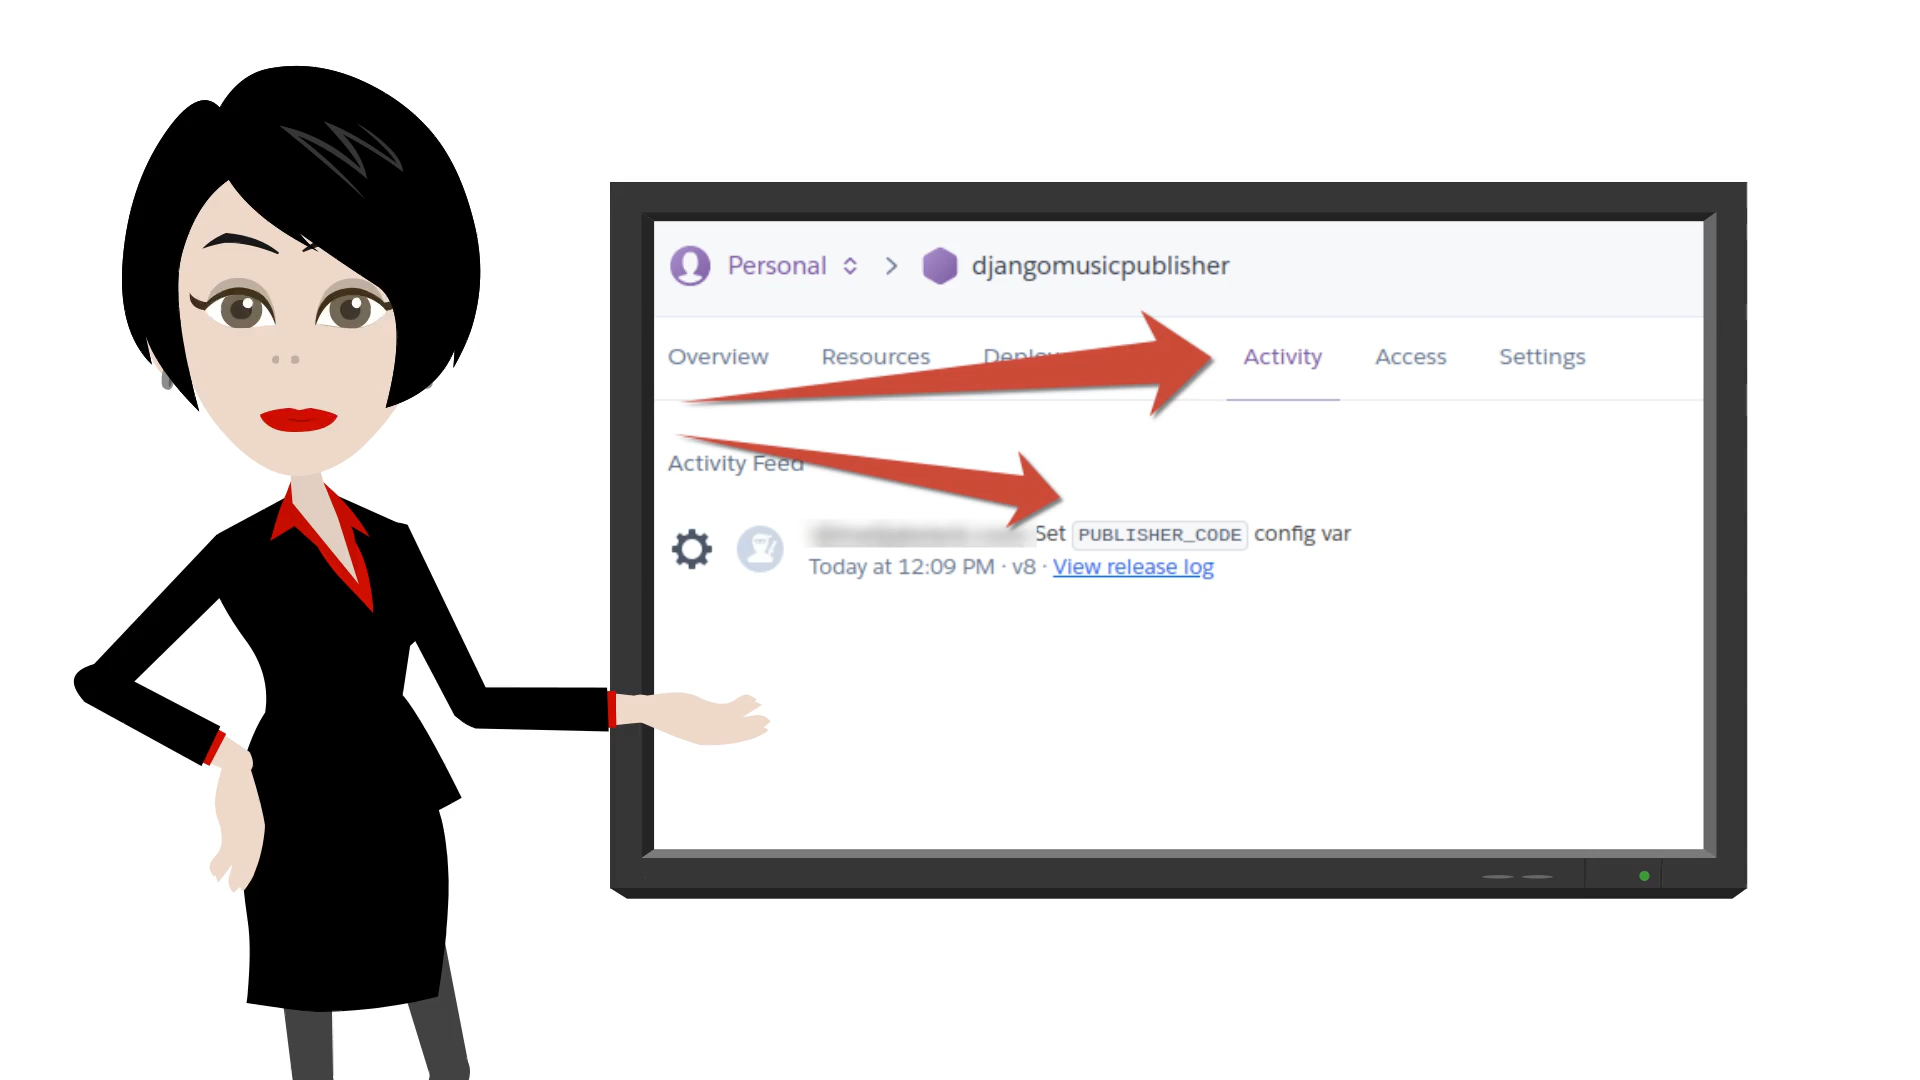 Personal djangomusicpublisher
Overview Resources Activity Access Settings
Activity Feed
Set PUBLISHER_CODE config var
Today at 12:09 PM · v8 · View release log